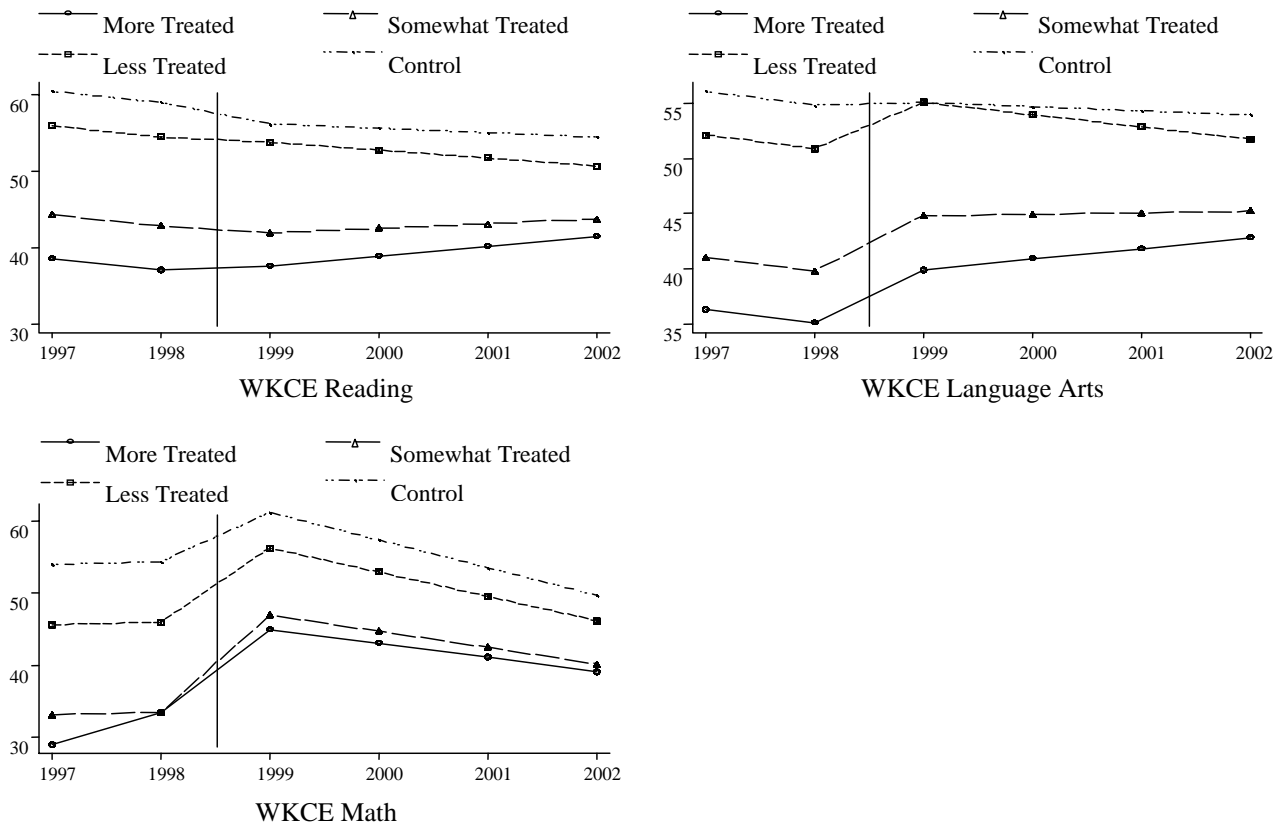 More Treated Somewhat Treated
Less Treated Control
60
50
40
30
1997 1998 1999 2000 2001 2002
WKCE Reading
More Treated Somewhat Treated
Less Treated Control
55
50
45
40
35
1997 1998 1999 2000 2001 2002
WKCE Language Arts
More Treated Somewhat Treated
Less Treated Control
60
50
40
30
1997 1998 1999 2000 2001 2002
WKCE Math